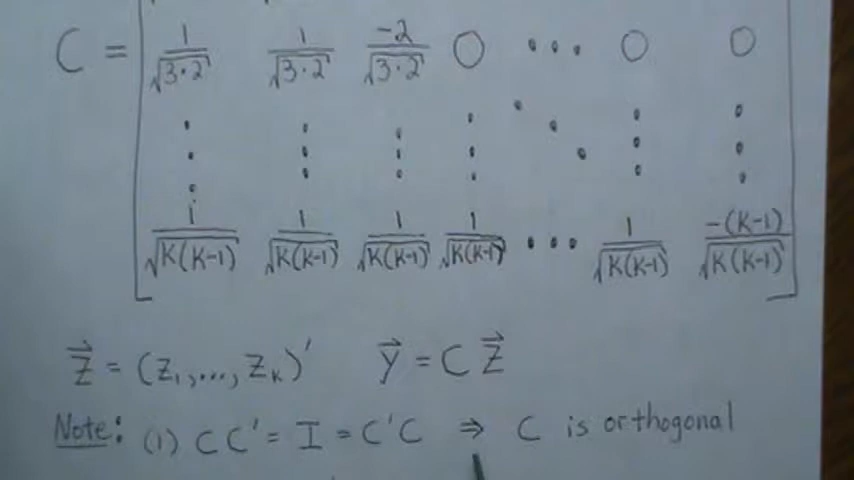 C = 1/√(3·2) 1/√(3·2) -2/√(3·2) 0 ... 0 0
⋮ ⋮ ⋮ ⋮ ⋱ ⋮ ⋮
1/√(K(K-1)) 1/√(K(K-1)) 1/√(K(K-1)) 1/√(K(K-1)) ... 1/√(K(K-1)) -(K-1)/√(K(K-1))
z⃗ = (z₁,..., z_K)′ y⃗ = C z⃗
Note: (1) CC′ = I = C′C ⇒ C is orthogonal